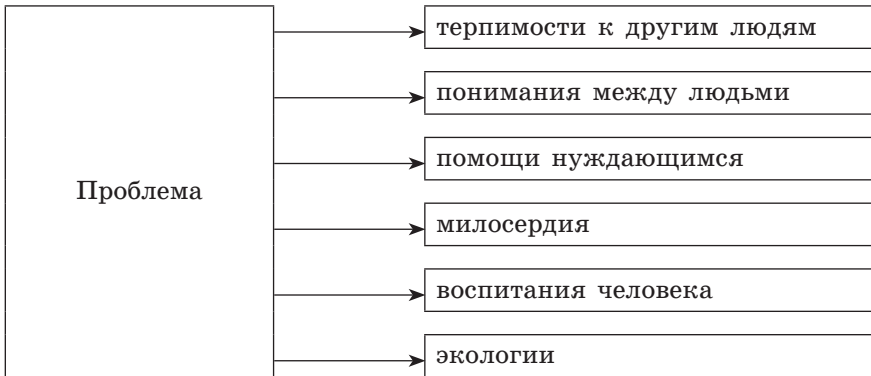 терпимости к другим людям
понимания между людьми
помощи нуждающимся
Проблема
милосердия
воспитания человека
экологии